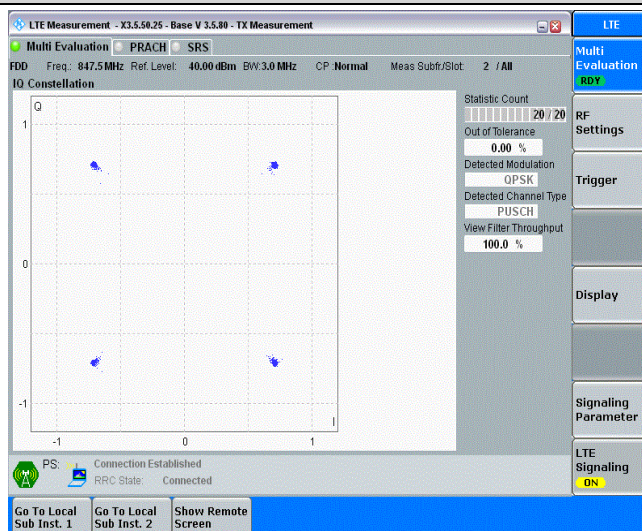 LTE Measurement - X3.5.50.25 - Base V 3.5.80 - TX Measurement
LTE
Multi Evaluation PRACH SRS
FDD Freq.: 847.5 MHz Ref. Level: 40.00 dBm BW:3.0 MHz CP :Normal Meas Subfr./Slot: 2 / All
IQ Constellation
Q
1
0
-1
-1 0 1
I
Statistic Count
20 / 20
Out of Tolerance
0.00 %
Detected Modulation
QPSK
Detected Channel Type
PUSCH
View Filter Throughput
100.0 %
Multi
Evaluation
RDY
RF
Settings
Trigger
Display
Signaling
Parameter
LTE
Signaling
ON
PS: Connection Established
RRC State: Connected
Go To Local
Sub Inst. 1
Go To Local
Sub Inst. 2
Show Remote
Screen